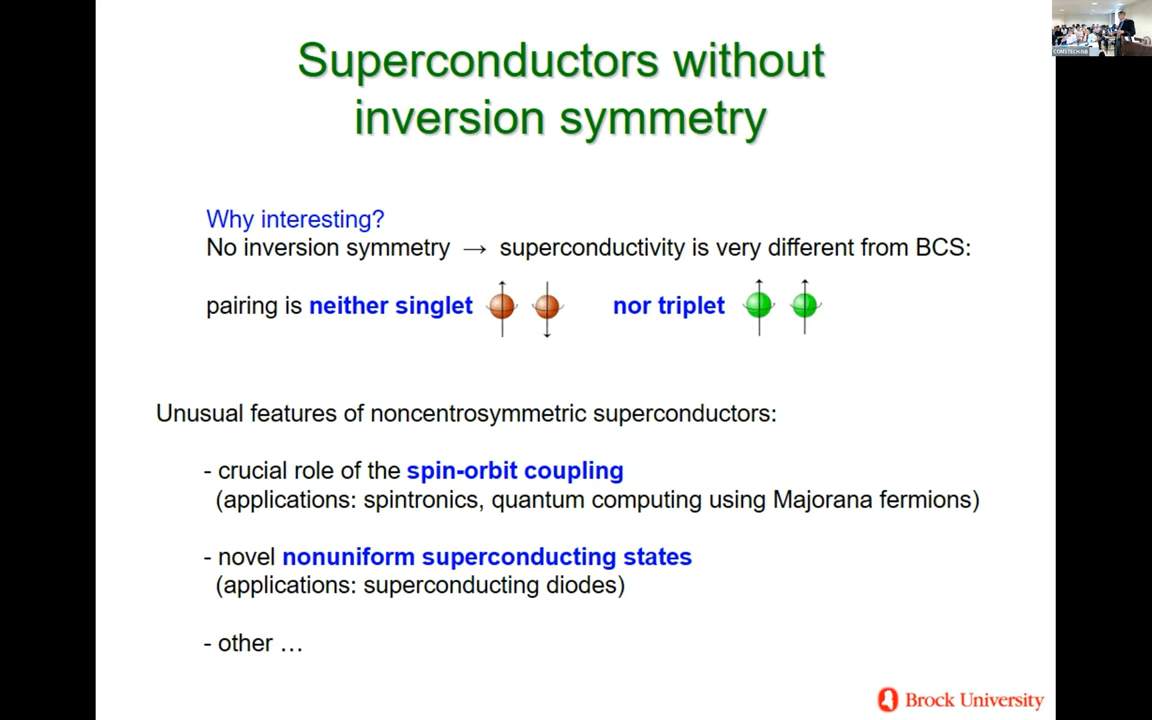 COMSTECH ISB
Superconductors without
inversion symmetry
Why interesting?
No inversion symmetry → superconductivity is very different from BCS:
pairing is neither singlet nor triplet
Unusual features of noncentrosymmetric superconductors:
- crucial role of the spin-orbit coupling
(applications: spintronics, quantum computing using Majorana fermions)
- novel nonuniform superconducting states
(applications: superconducting diodes)
- other …
Brock University